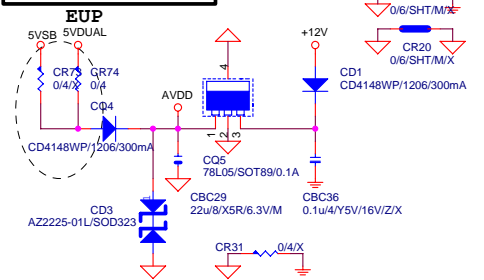 EUP
0/6/SHT/M/X
5VSB 5VDUAL
+12V
CR20
0/6/SHT/M/X
4
CR73 CR74
0/4/X 0/4
CD1
CD4148WP/1206/300mA
AVDD
CQ4
1 2 3
CD4148WP/1206/300mA
CQ5
78L05/SOT89/0.1A
CBC29
22u/8/X5R/6.3V/M
CBC36
0.1u/4/Y5V/16V/Z/X
CD3
AZ2225-01L/SOD323
CR31 0/4/X